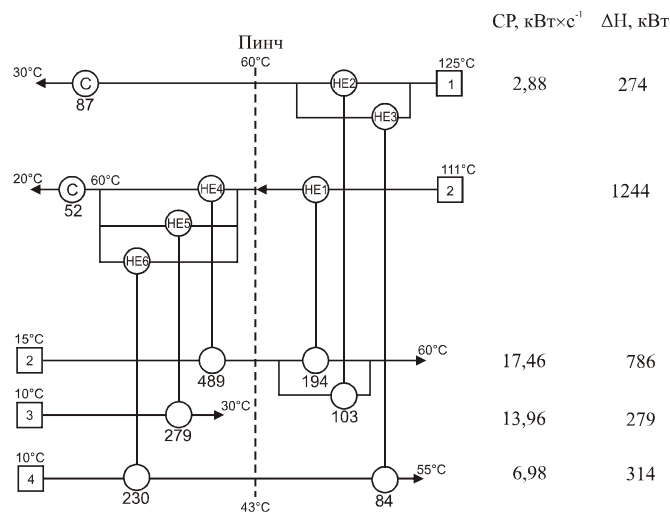 CP, кВт×с⁻¹ ΔH, кВт
Пинч
30°C 60°C 125°C
C HE2 1 2,88 274
87
HE3
20°C 60°C 111°C
C HE4 HE1 2 1244
52
HE5
HE6
15°C
2 60°C 17,46 786
489 194
10°C 103
3 30°C 13,96 279
279
10°C
4 55°C 6,98 314
230 84
43°C